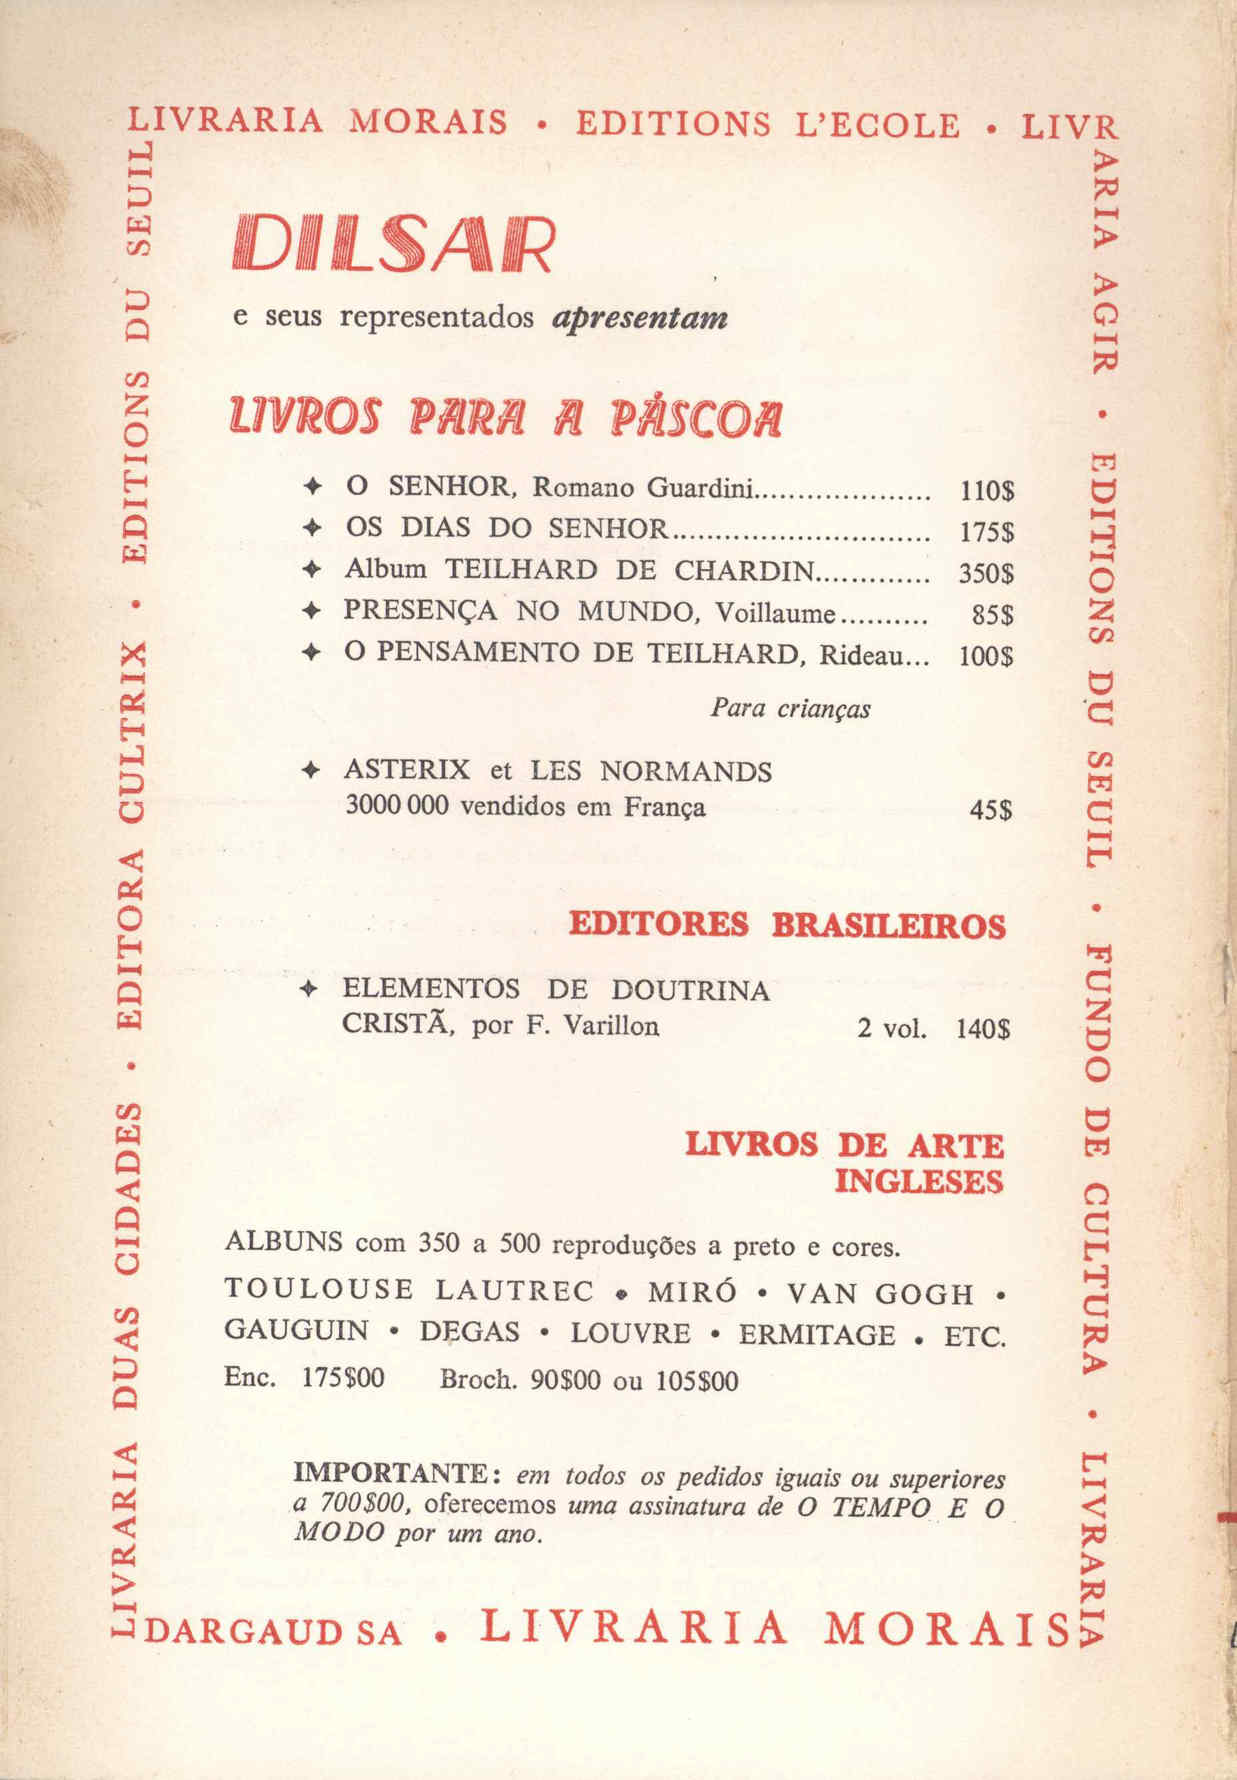 LIVRARIA MORAIS • EDITIONS L'ECOLE • LIVR
ARIA AGIR • EDITIONS DU SEUIL • FUNDO DE CULTURA • LIVRARIA
DILSAR
e seus representados apresentam
LIVROS PARA A PÁSCOA
✦ O SENHOR, Romano Guardini.................... 110$
✦ OS DIAS DO SENHOR.............................. 175$
✦ Album TEILHARD DE CHARDIN............. 350$
✦ PRESENÇA NO MUNDO, Voillaume.......... 85$
✦ O PENSAMENTO DE TEILHARD, Rideau... 100$
Para crianças
✦ ASTERIX et LES NORMANDS
3000 000 vendidos em França 45$
EDITORES BRASILEIROS
✦ ELEMENTOS DE DOUTRINA
CRISTÃ, por F. Varillon 2 vol. 140$
LIVROS DE ARTE
INGLESES
ALBUNS com 350 a 500 reproduções a preto e cores.
TOULOUSE LAUTREC • MIRÓ • VAN GOGH •
GAUGUIN • DEGAS • LOUVRE • ERMITAGE • ETC.
Enc. 175$00 Broch. 90$00 ou 105$00
IMPORTANTE: em todos os pedidos iguais ou superiores
a 700$00, oferecemos uma assinatura de O TEMPO E O
MODO por um ano.
DARGAUD SA • LIVRARIA MORAIS
LIVRARIA DUAS CIDADES • EDITORA CULTRIX • EDITIONS DU SEUIL